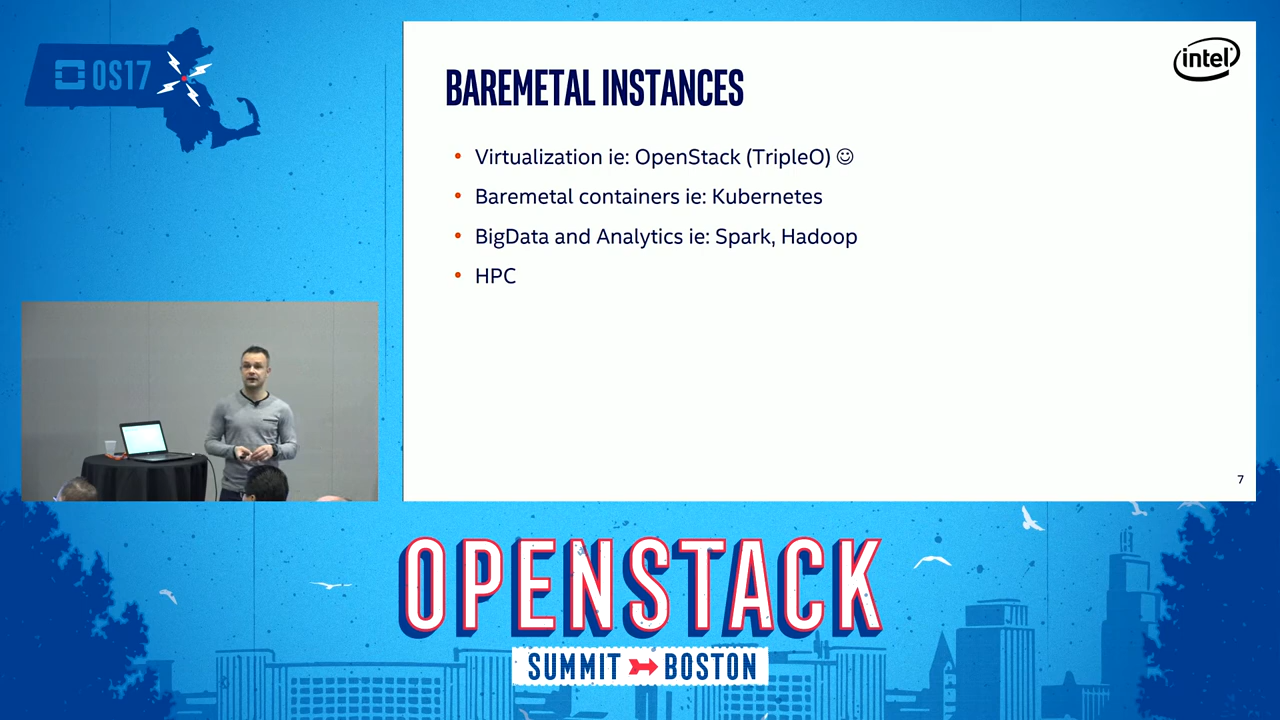 OS17
intel
BAREMETAL INSTANCES
• Virtualization ie: OpenStack (TripleO) ☺
• Baremetal containers ie: Kubernetes
• BigData and Analytics ie: Spark, Hadoop
• HPC
7
OPENSTACK
SUMMIT BOSTON